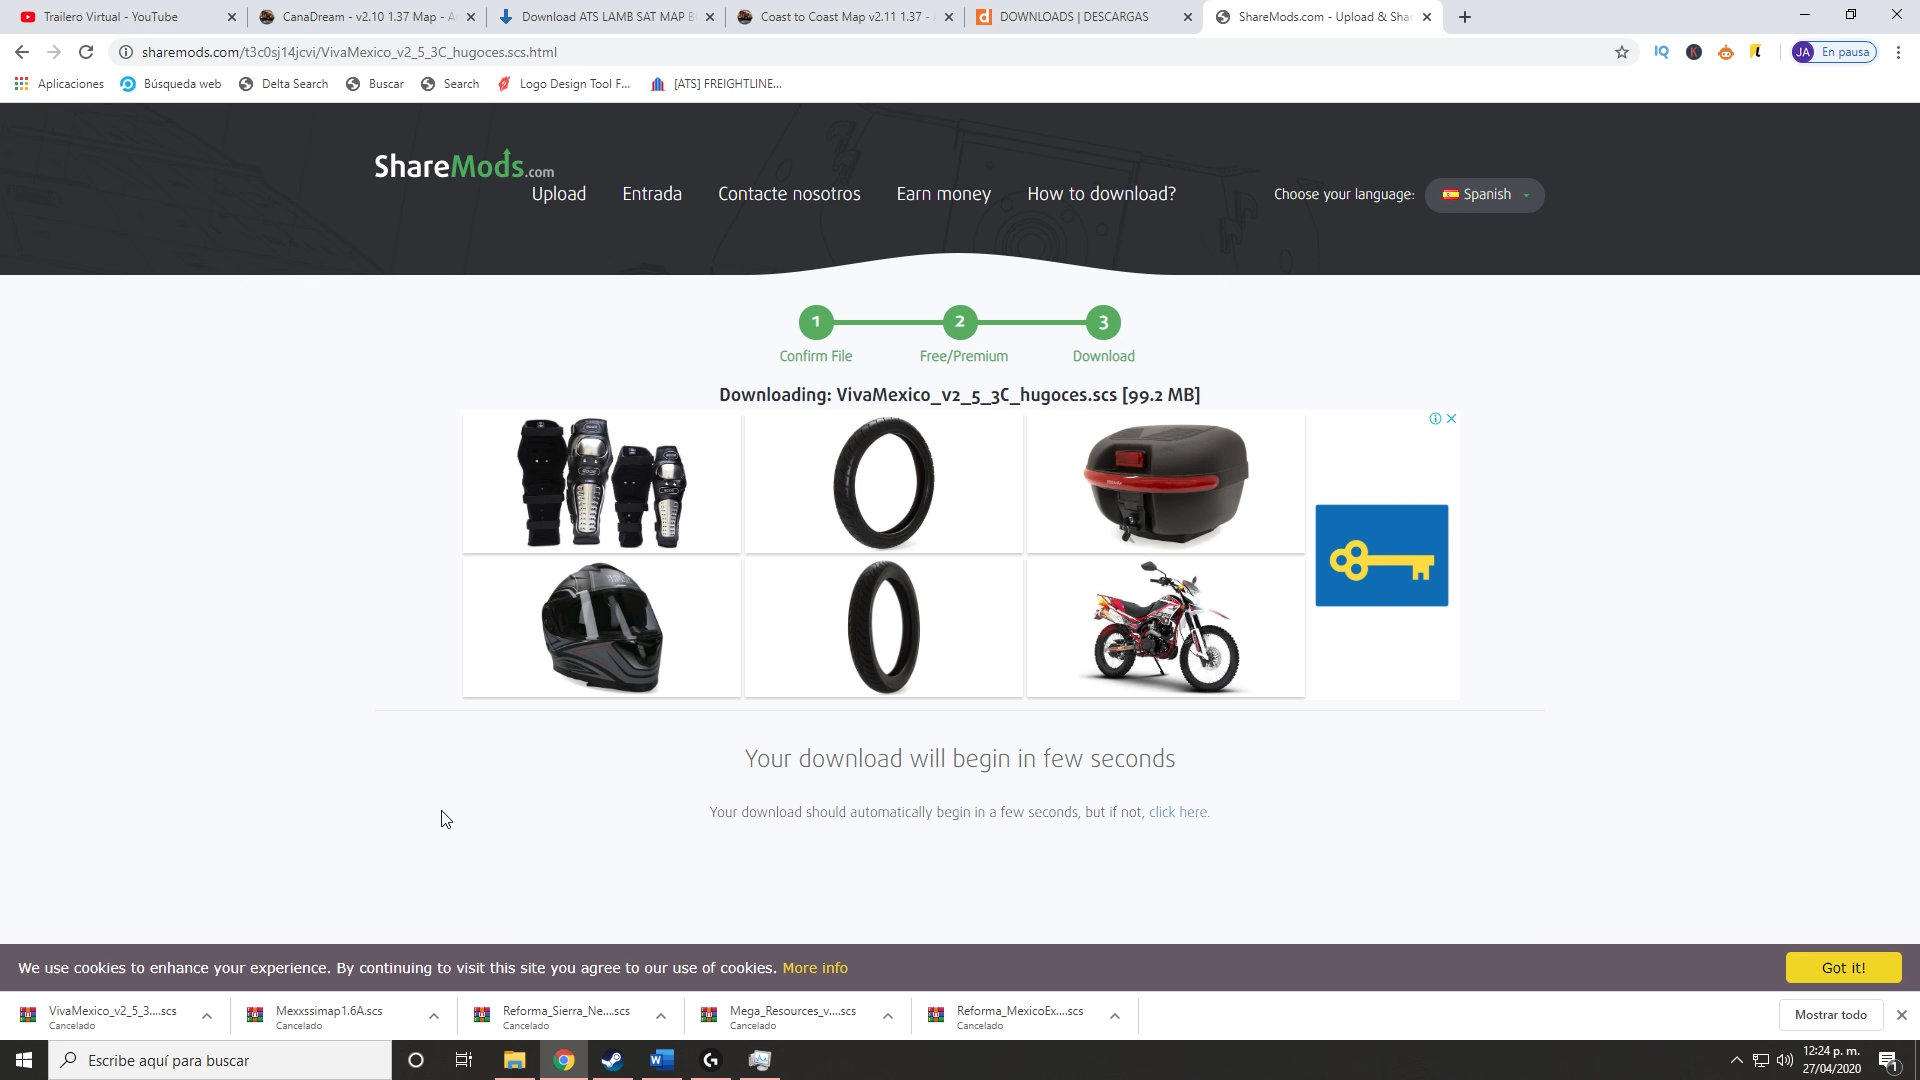 Trailero Virtual - YouTube
CanaDream - v2.10 1.37 Map - A
Download ATS LAMB SAT MAP B
Coast to Coast Map v2.11 1.37 -
DOWNLOADS | DESCARGAS
ShareMods.com - Upload & Shar
sharemods.com/t3c0sj14jcvi/VivaMexico_v2_5_3C_hugoces.scs.html
IQ
K
JA En pausa
Aplicaciones
Búsqueda web
Delta Search
Buscar
Search
Logo Design Tool F...
[ATS] FREIGHTLINE...
ShareMods.com
Upload
Entrada
Contacte nosotros
Earn money
How to download?
Choose your language:
Spanish
1
2
3
Confirm File
Free/Premium
Download
Downloading: VivaMexico_v2_5_3C_hugoces.scs [99.2 MB]
Your download will begin in few seconds
Your download should automatically begin in a few seconds, but if not, click here.
We use cookies to enhance your experience. By continuing to visit this site you agree to our use of cookies. More info
Got it!
VivaMexico_v2_5_3....scs
Cancelado
Mexxssimap1.6A.scs
Cancelado
Reforma_Sierra_Ne....scs
Cancelado
Mega_Resources_v....scs
Cancelado
Reforma_MexicoEx....scs
Cancelado
Mostrar todo
Escribe aquí para buscar
12:24 p. m.
27/04/2020
1